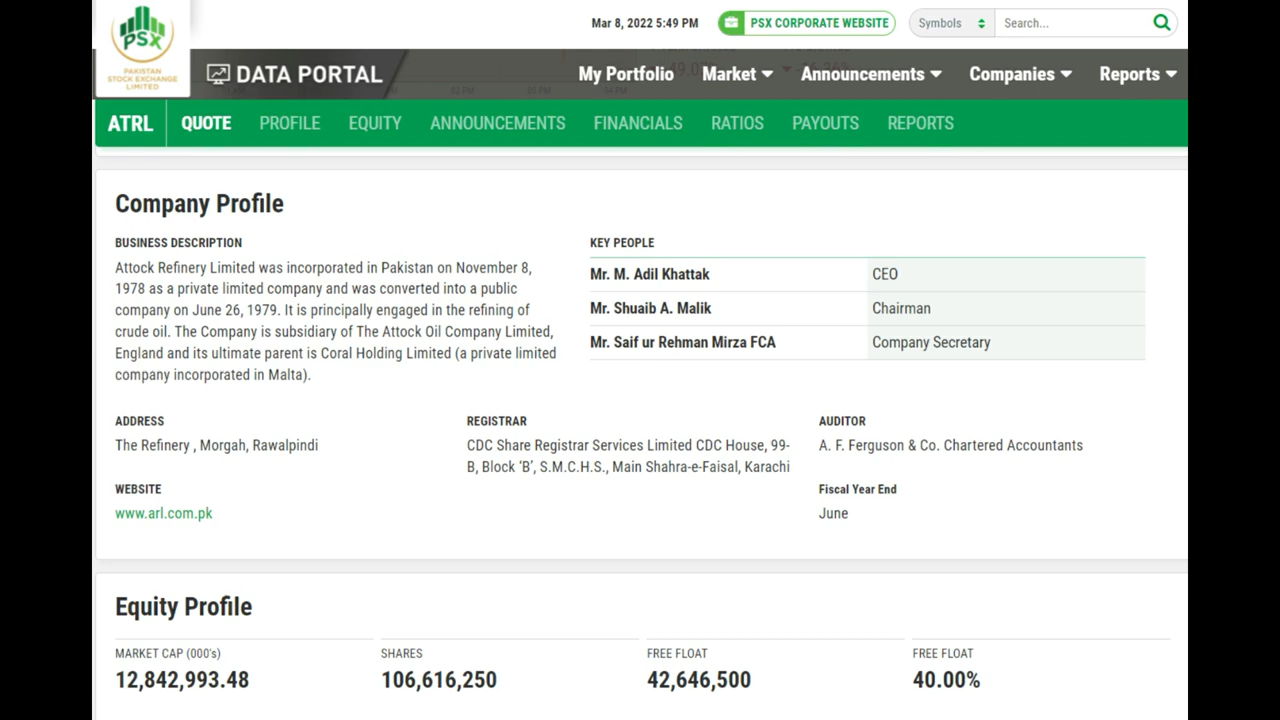 Mar 8, 2022 5:49 PM
PSX CORPORATE WEBSITE
Symbols
Search...
PSX
PAKISTAN
STOCK EXCHANGE
LIMITED
DATA PORTAL
My Portfolio
Market
Announcements
Companies
Reports
ATRL
QUOTE
PROFILE
EQUITY
ANNOUNCEMENTS
FINANCIALS
RATIOS
PAYOUTS
REPORTS
Company Profile
BUSINESS DESCRIPTION
Attock Refinery Limited was incorporated in Pakistan on November 8,
1978 as a private limited company and was converted into a public
company on June 26, 1979. It is principally engaged in the refining of
crude oil. The Company is subsidiary of The Attock Oil Company Limited,
England and its ultimate parent is Coral Holding Limited (a private limited
company incorporated in Malta).
KEY PEOPLE
Mr. M. Adil Khattak CEO
Mr. Shuaib A. Malik Chairman
Mr. Saif ur Rehman Mirza FCA Company Secretary
ADDRESS
The Refinery , Morgah, Rawalpindi
REGISTRAR
CDC Share Registrar Services Limited CDC House, 99-
B, Block ‘B’, S.M.C.H.S., Main Shahra-e-Faisal, Karachi
AUDITOR
A. F. Ferguson & Co. Chartered Accountants
WEBSITE
www.arl.com.pk
Fiscal Year End
June
Equity Profile
MARKET CAP (000's)
12,842,993.48
SHARES
106,616,250
FREE FLOAT
42,646,500
FREE FLOAT
40.00%